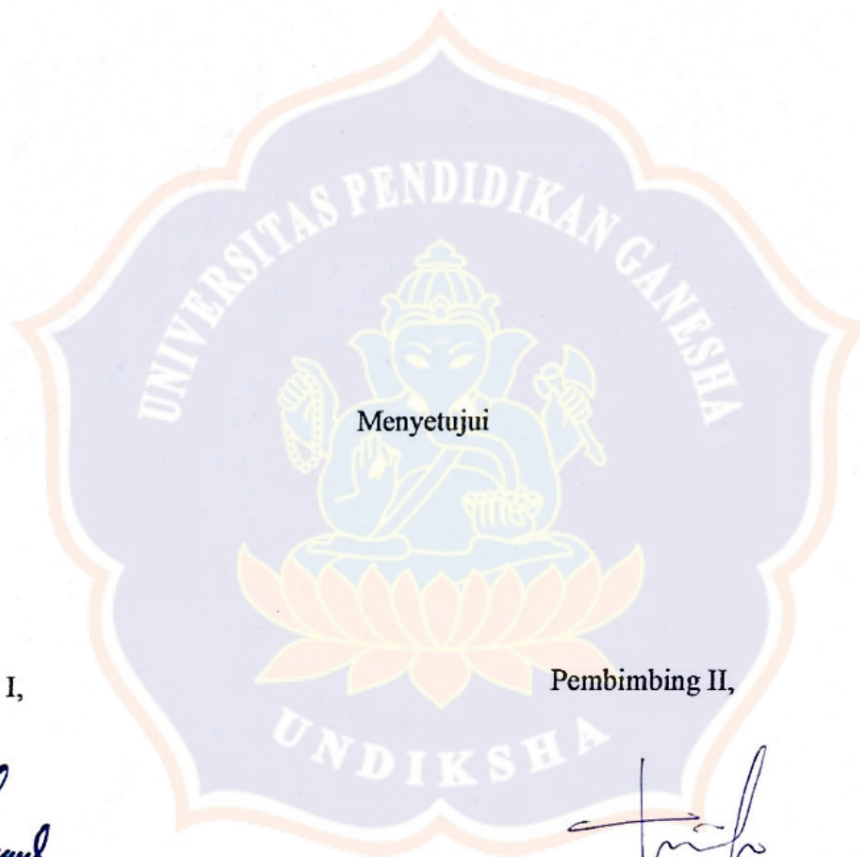 UNIVERSITAS PENDIDIKAN GANESHA
Menyetujui
I,
Pembimbing II,
UNDIKSHA